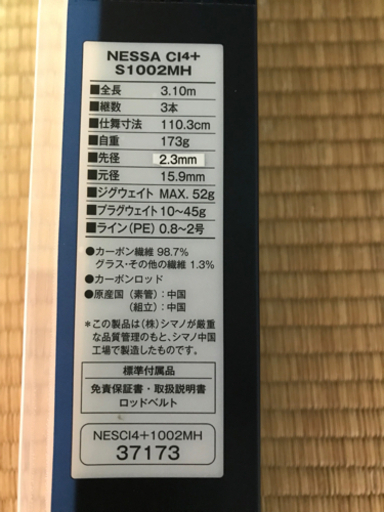 NESSA CI4+
S1002MH
■全長 3.10m
■継数 3本
■仕舞寸法 110.3cm
■自重 173g
■先径 2.3mm
■元径 15.9mm
■ジグウェイト MAX. 52g
■プラグウェイト 10〜45g
■ライン(PE) 0.8〜2号
●カーボン繊維 98.7%
グラス・その他の繊維 1.3%
●カーボンロッド
●原産国(素管):中国
(組立):中国
*この製品は(株)シマノが厳重
な品質管理のもと、シマノ中国
工場で製造したものです。
標準付属品
免責保証書・取扱説明書
ロッドベルト
NESCI4+1002MH
37173